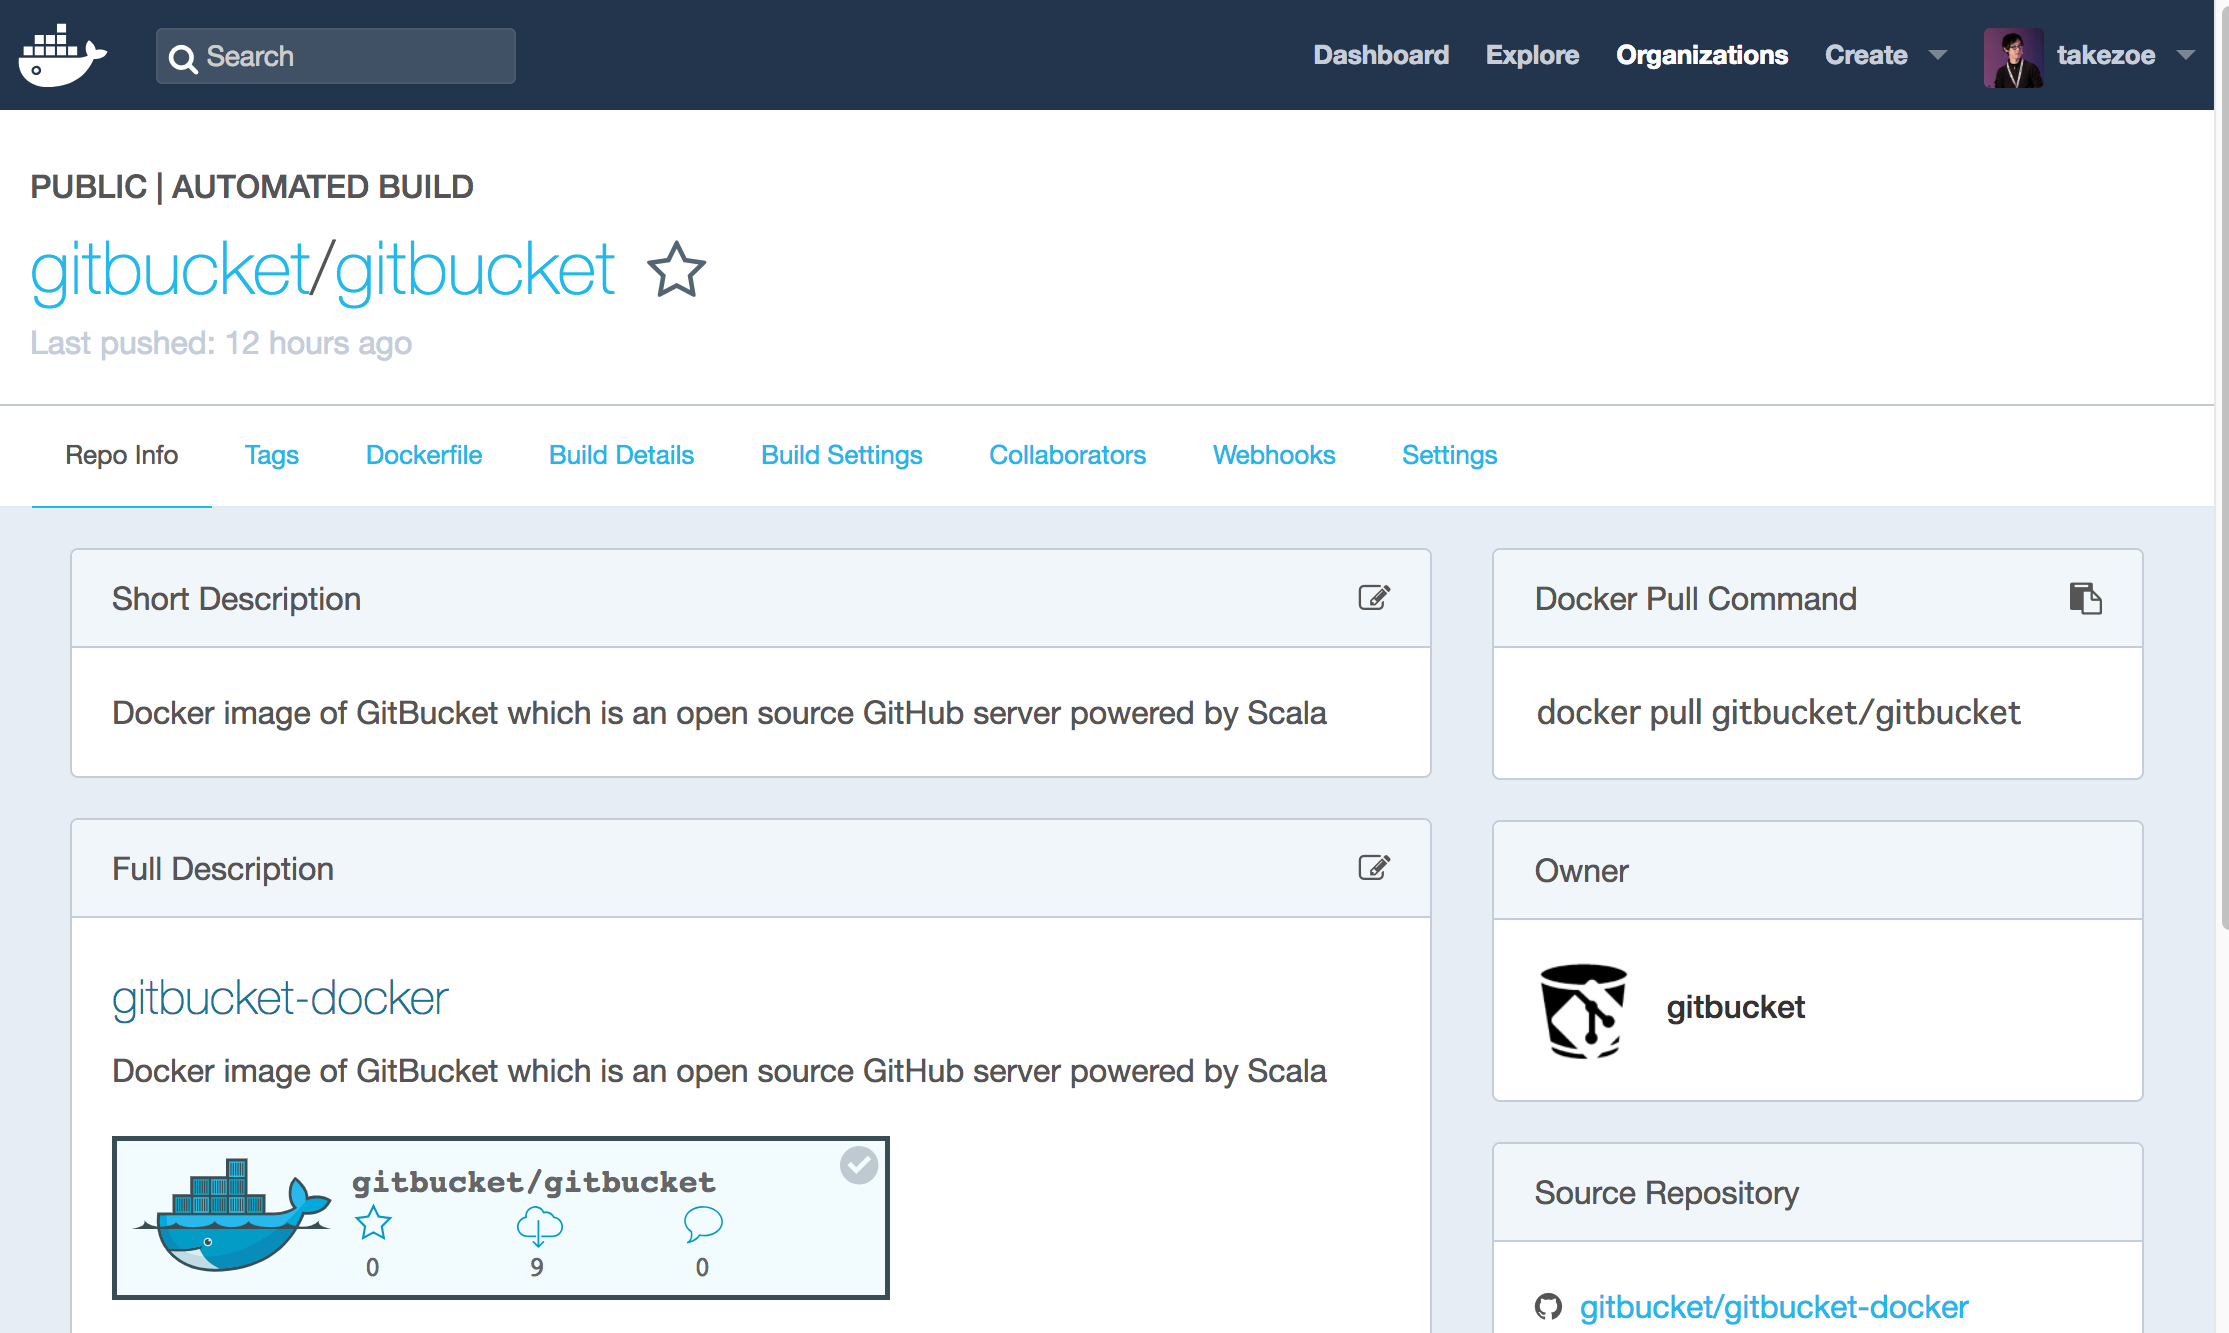 Search
Dashboard Explore Organizations Create takezoe
PUBLIC | AUTOMATED BUILD
gitbucket/gitbucket
Last pushed: 12 hours ago
Repo Info Tags Dockerfile Build Details Build Settings Collaborators Webhooks Settings
Short Description
Docker image of GitBucket which is an open source GitHub server powered by Scala
Full Description
gitbucket-docker
Docker image of GitBucket which is an open source GitHub server powered by Scala
gitbucket/gitbucket
0 9 0
Docker Pull Command
docker pull gitbucket/gitbucket
Owner
gitbucket
Source Repository
gitbucket/gitbucket-docker